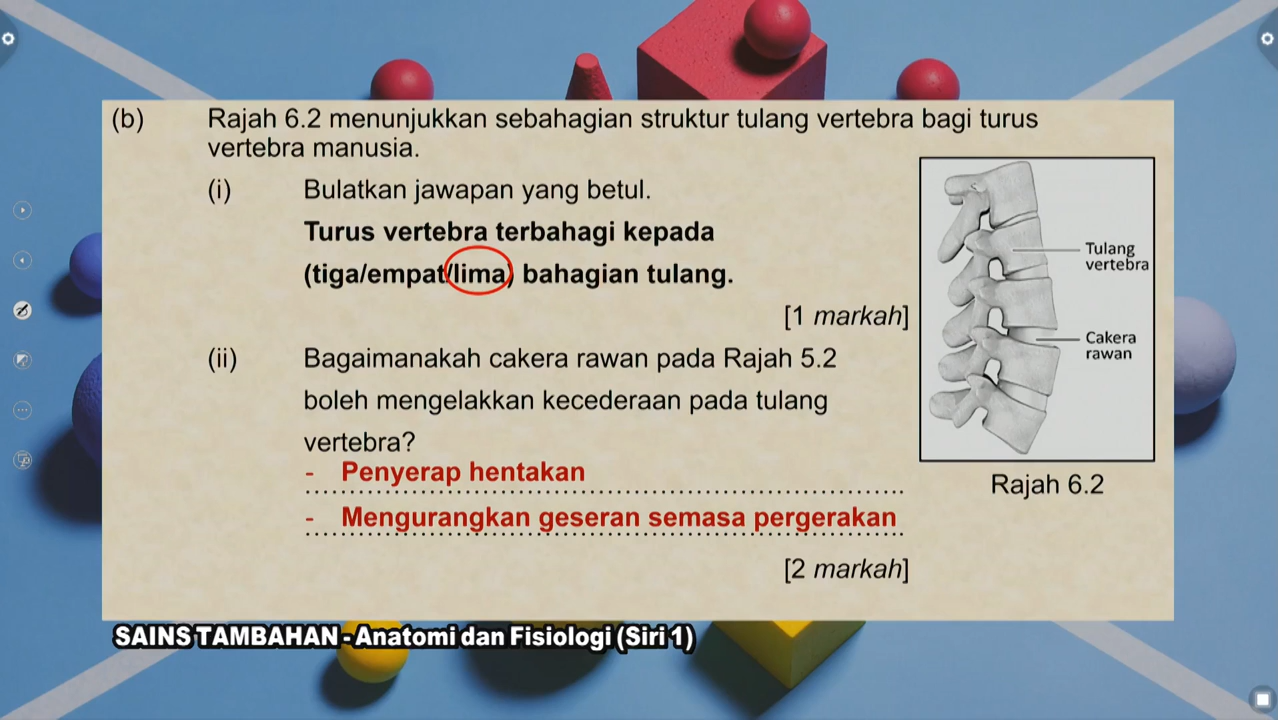 (b) Rajah 6.2 menunjukkan sebahagian struktur tulang vertebra bagi turus
vertebra manusia.
(i) Bulatkan jawapan yang betul.
Turus vertebra terbahagi kepada
(tiga/empat/lima) bahagian tulang.
[1 markah]
(ii) Bagaimanakah cakera rawan pada Rajah 5.2
boleh mengelakkan kecederaan pada tulang
vertebra?
- Penyerap hentakan
- Mengurangkan geseran semasa pergerakan
[2 markah]
Tulang
vertebra
Cakera
rawan
Rajah 6.2
SAINS TAMBAHAN - Anatomi dan Fisiologi (Siri 1)